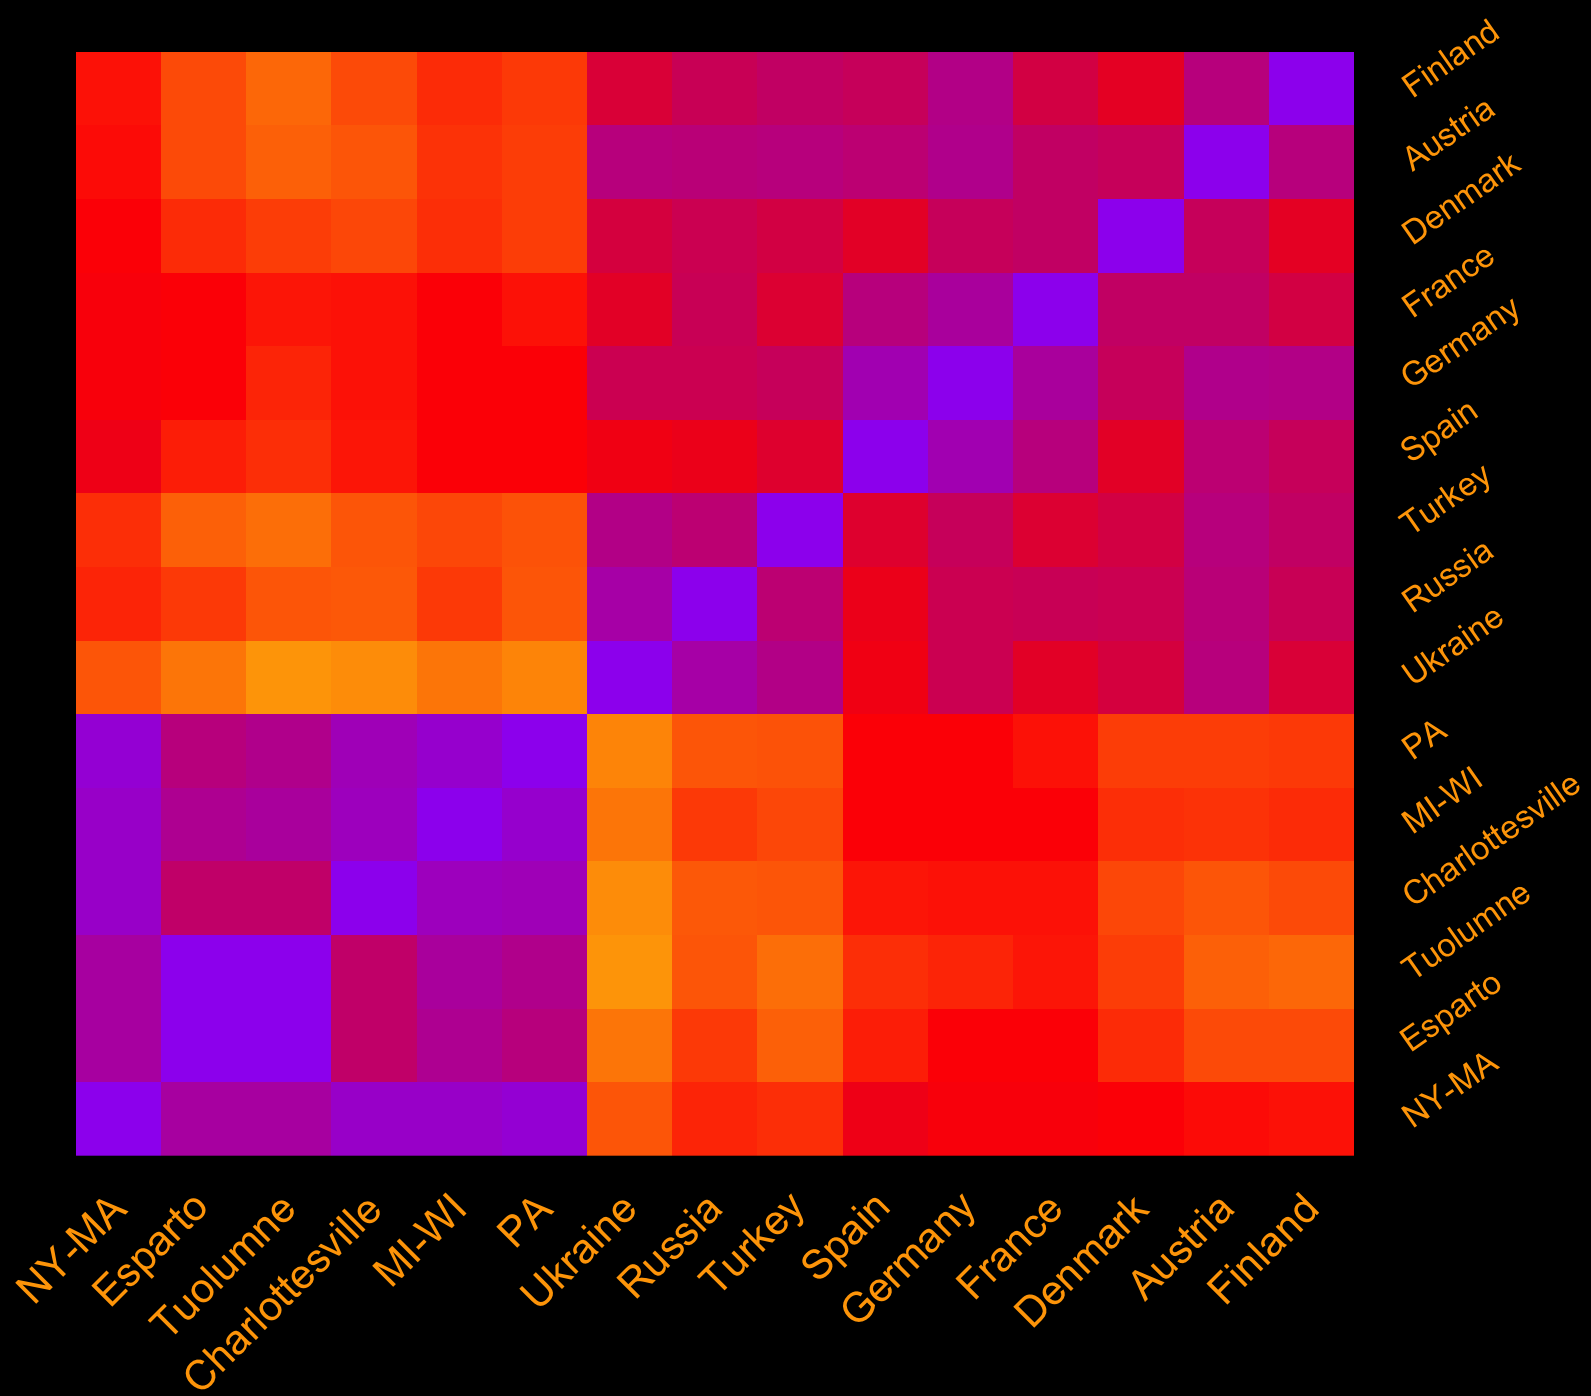 Finland
Austria
Denmark
France
Germany
Spain
Turkey
Russia
Ukraine
PA
MI-WI
Charlottesville
Tuolumne
Esparto
NY-MA
NY-MA
Esparto
Tuolumne
Charlottesville
MI-WI
PA
Ukraine
Russia
Turkey
Spain
Germany
France
Denmark
Austria
Finland